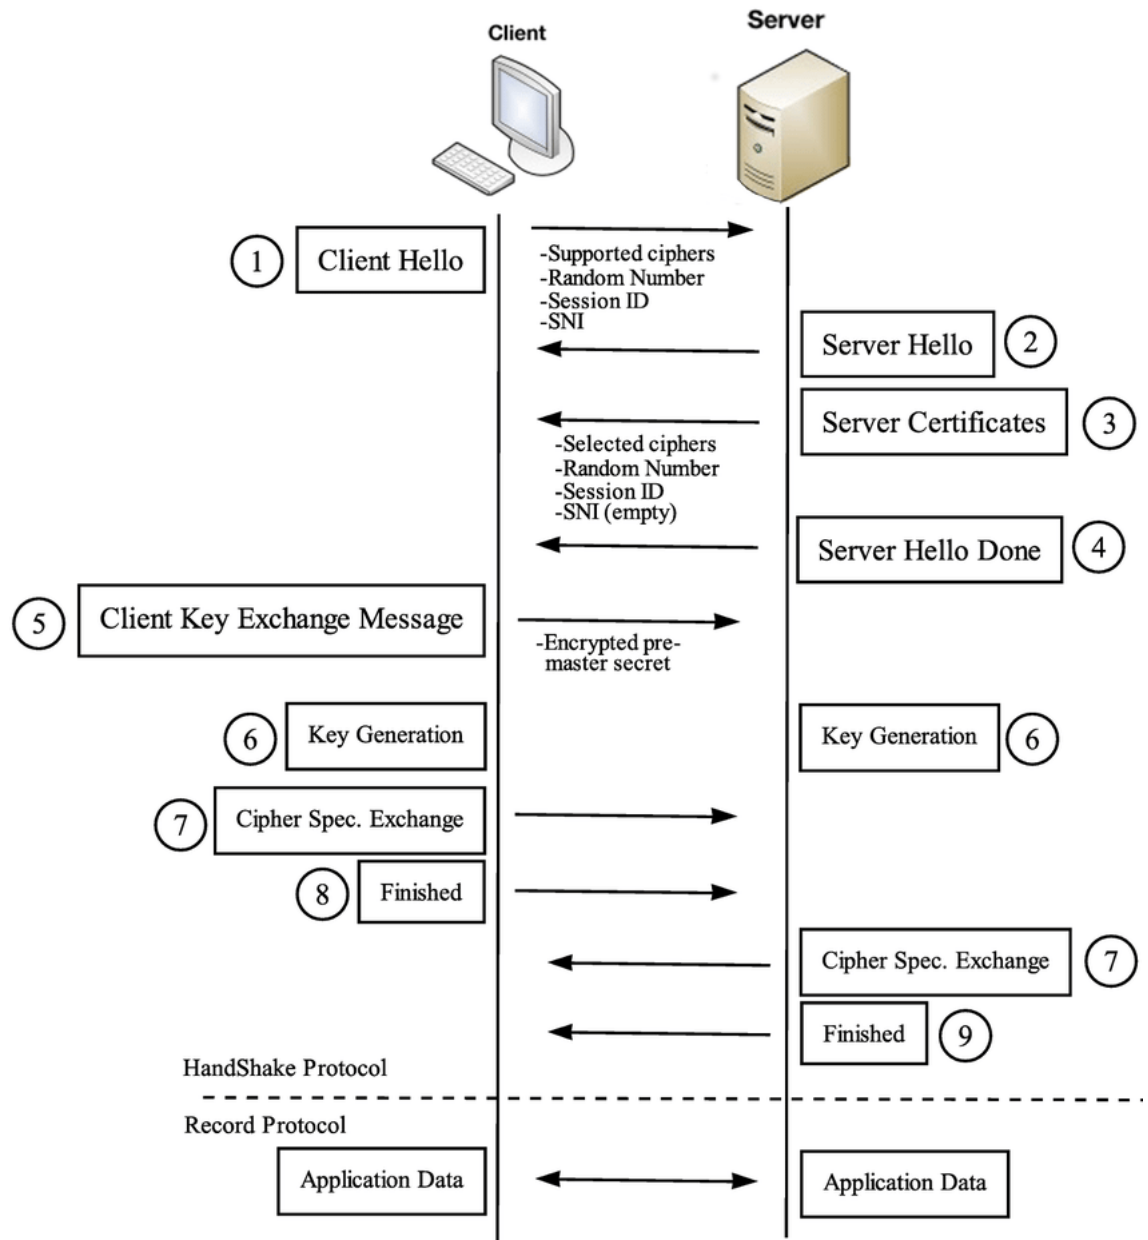 Client
Server
1
Client Hello
-Supported ciphers
-Random Number
-Session ID
-SNI
Server Hello
2
Server Certificates
3
-Selected ciphers
-Random Number
-Session ID
-SNI (empty)
Server Hello Done
4
5
Client Key Exchange Message
-Encrypted pre-
master secret
6
Key Generation
Key Generation
6
7
Cipher Spec. Exchange
8
Finished
Cipher Spec. Exchange
7
Finished
9
HandShake Protocol
Record Protocol
Application Data
Application Data